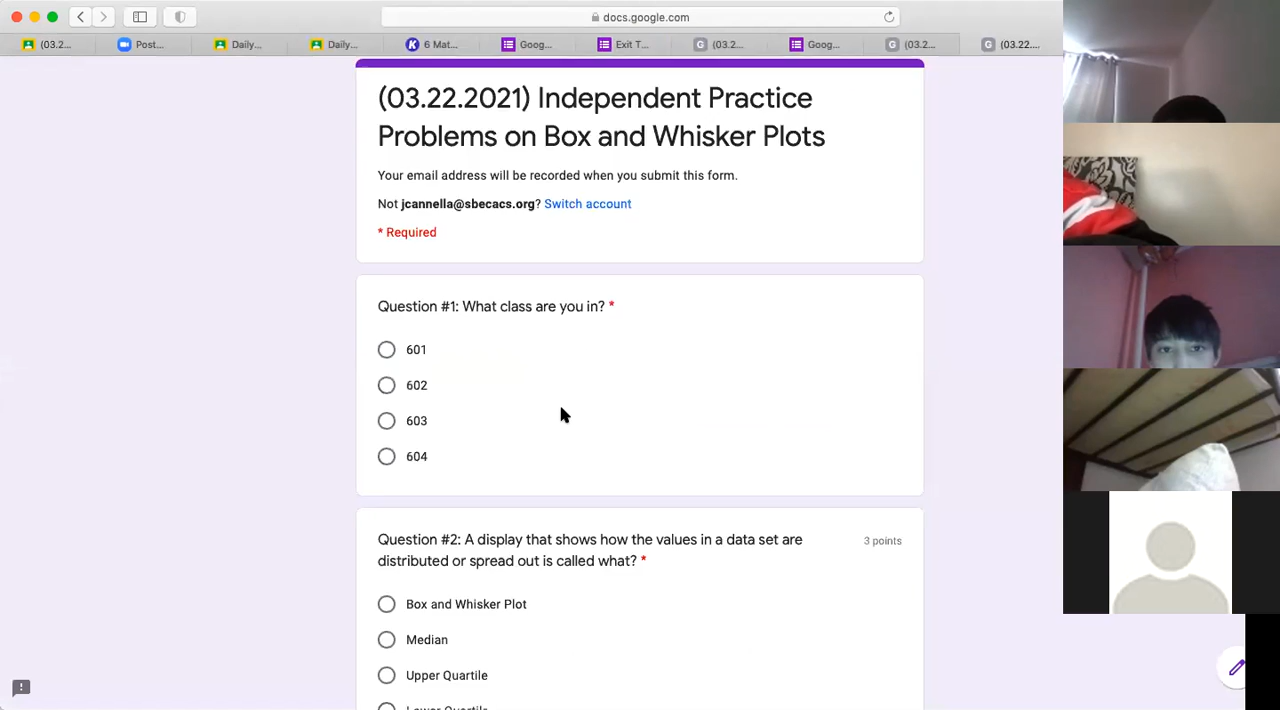 docs.google.com
(03.2...
Post...
Daily...
Daily...
6 Mat...
Goog...
Exit T...
(03.2...
Goog...
(03.2...
(03.22....
(03.22.2021) Independent Practice
Problems on Box and Whisker Plots
Your email address will be recorded when you submit this form.
Not jcannella@sbecacs.org? Switch account
* Required
Question #1: What class are you in? *
601
602
603
604
Question #2: A display that shows how the values in a data set are
distributed or spread out is called what? *
3 points
Box and Whisker Plot
Median
Upper Quartile
Lower Quartile